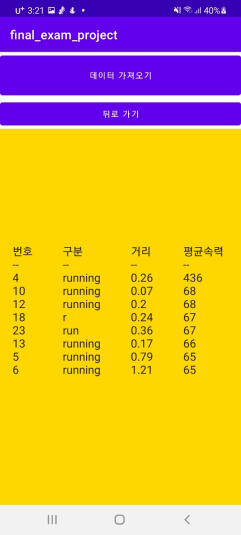 U+ 3:21 40%
final_exam_project
데이터 가져오기
뒤로 가기
번호 구분 거리 평균속력
-- -- -- --
4 running 0.26 436
10 running 0.07 68
12 running 0.2 68
18 r 0.24 67
23 run 0.36 67
13 running 0.17 66
5 running 0.79 65
6 running 1.21 65